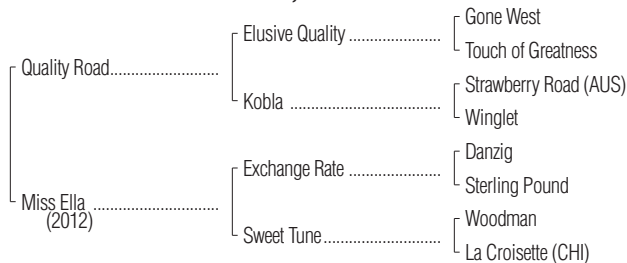 Gone West
Elusive Quality ......................
Touch of Greatness
Quality Road..........................
Strawberry Road (AUS)
Kobla ....................................
Winglet
Danzig
Exchange Rate .....................
Sterling Pound
Miss Ella ..............................
(2012)
Woodman
Sweet Tune............................
La Croisette (CHI)